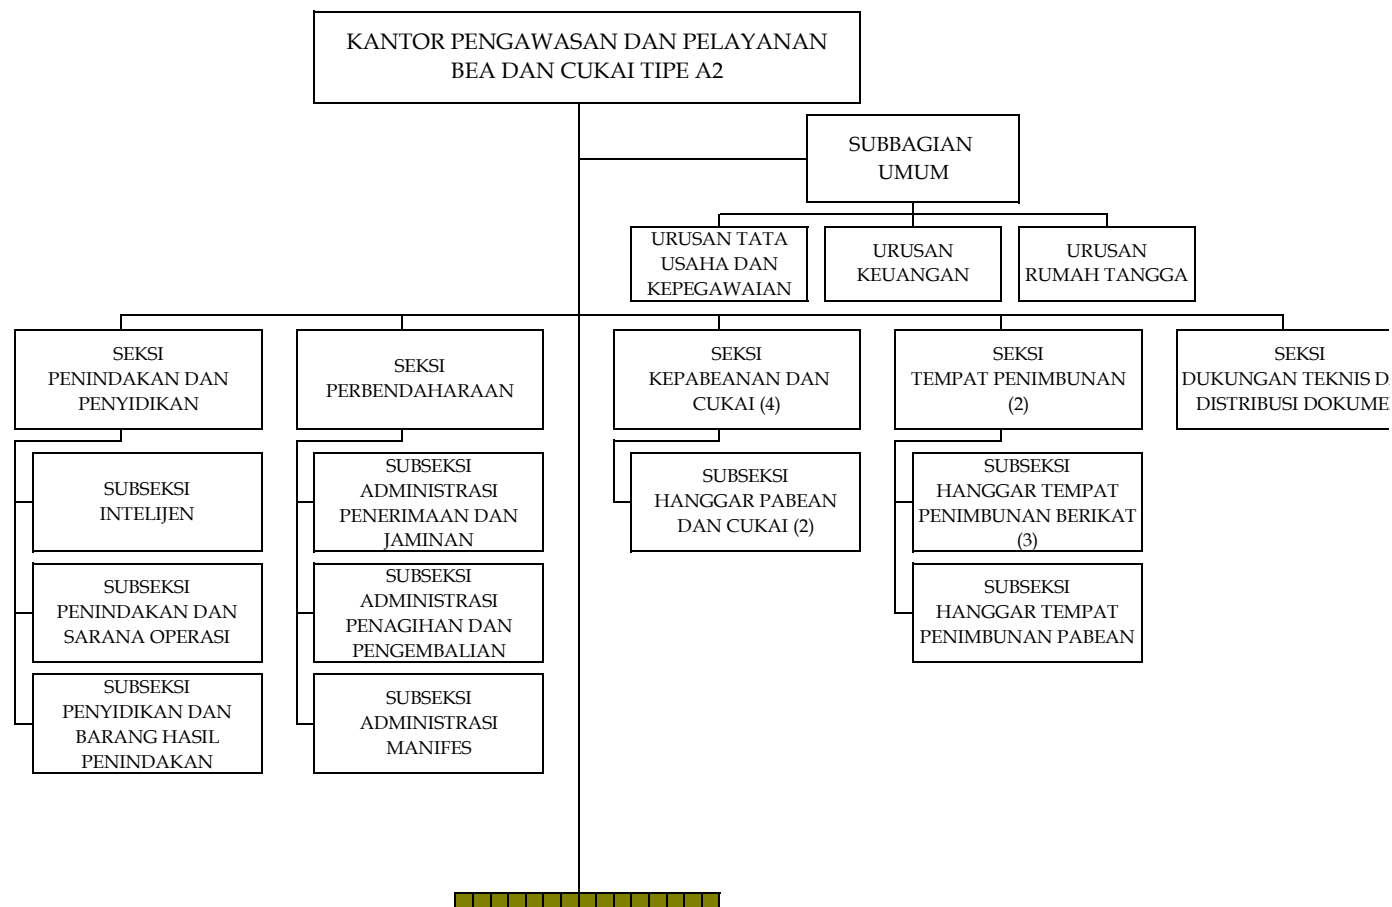 KANTOR PENGAWASAN DAN PELAYANAN
BEA DAN CUKAI TIPE A2
SUBBAGIAN
UMUM
URUSAN TATA
USAHA DAN
KEPEGAWAIAN
URUSAN
KEUANGAN
URUSAN
RUMAH TANGGA
SEKSI
PENINDAKAN DAN
PENYIDIKAN
SEKSI
PERBENDAHARAAN
SEKSI
KEPABEANAN DAN
CUKAI (4)
SEKSI
TEMPAT PENIMBUNAN
(2)
SEKSI
DUKUNGAN TEKNIS
DISTRIBUSI
SUBSEKSI
INTELIJEN
SUBSEKSI
PENINDAKAN DAN
SARANA OPERASI
SUBSEKSI
PENYIDIKAN DAN
BARANG HASIL
PENINDAKAN
SUBSEKSI
ADMINISTRASI
PENERIMAAN DAN
JAMINAN
SUBSEKSI
ADMINISTRASI
PENAGIHAN DAN
PENGEMBALIAN
SUBSEKSI
ADMINISTRASI
MANIFES
SUBSEKSI
HANGGAR PABEAN
DAN CUKAI (2)
SUBSEKSI
HANGGAR TEMPAT
PENIMBUNAN BERIKAT
(3)
SUBSEKSI
HANGGAR TEMPAT
PENIMBUNAN PABEAN